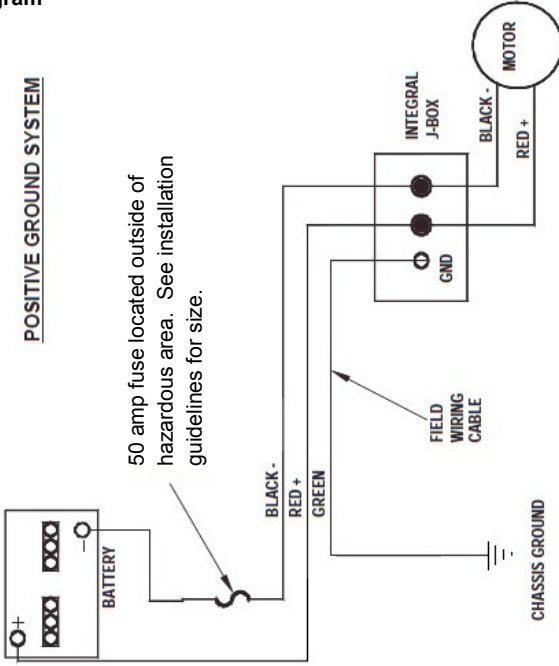 gram
POSITIVE GROUND SYSTEM
50 amp fuse located outside of
hazardous area. See installation
guidelines for size.
+
−
BATTERY
BLACK -
RED +
GREEN
FIELD
WIRING
CABLE
CHASSIS GROUND
INTEGRAL
J-BOX
GND
BLACK -
RED +
MOTOR